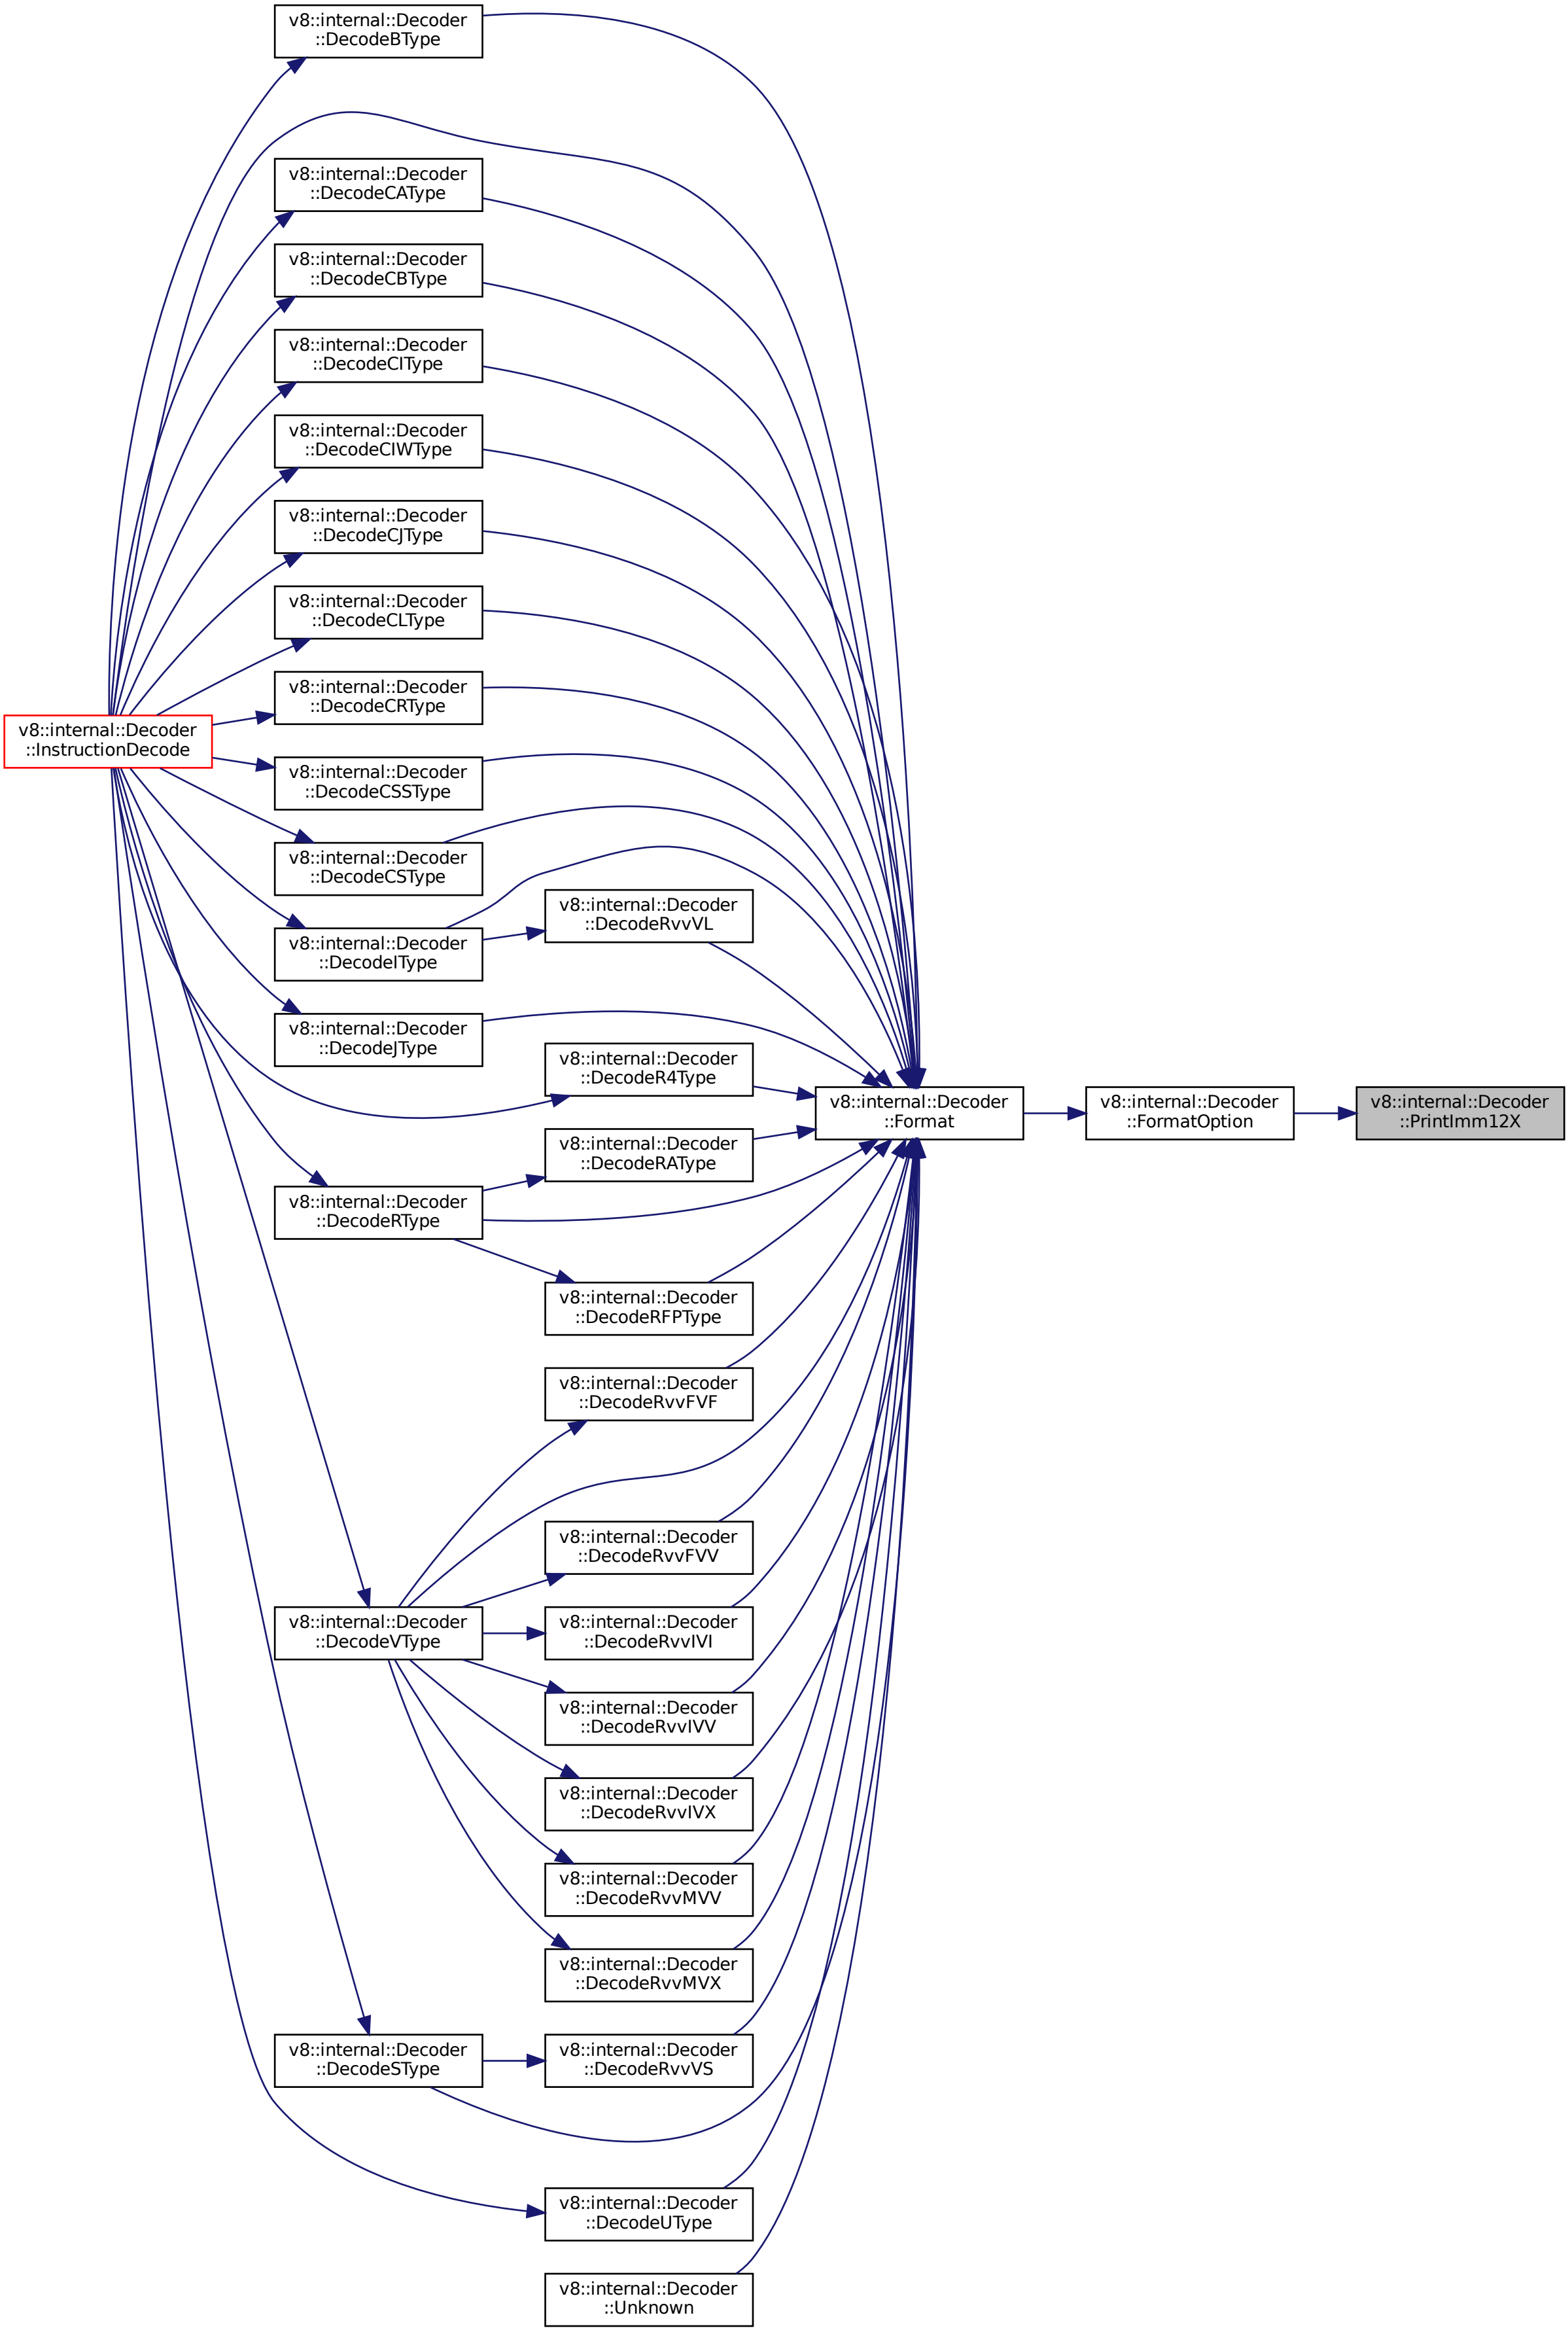 v8::internal::Decoder
::DecodeBType
v8::internal::Decoder
::DecodeCAType
v8::internal::Decoder
::DecodeCBType
v8::internal::Decoder
::DecodeCIType
v8::internal::Decoder
::DecodeCIWType
v8::internal::Decoder
::DecodeCJType
v8::internal::Decoder
::DecodeCLType
v8::internal::Decoder
::DecodeCRType
v8::internal::Decoder
::InstructionDecode
v8::internal::Decoder
::DecodeCSSType
v8::internal::Decoder
::DecodeCSType
v8::internal::Decoder
::DecodeRvvVL
v8::internal::Decoder
::DecodeIType
v8::internal::Decoder
::DecodeJType
v8::internal::Decoder
::DecodeR4Type
v8::internal::Decoder
::Format
v8::internal::Decoder
::FormatOption
v8::internal::Decoder
::PrintImm12X
v8::internal::Decoder
::DecodeRAType
v8::internal::Decoder
::DecodeRType
v8::internal::Decoder
::DecodeRFPType
v8::internal::Decoder
::DecodeRvvFVF
v8::internal::Decoder
::DecodeRvvFVV
v8::internal::Decoder
::DecodeVType
v8::internal::Decoder
::DecodeRvvIVI
v8::internal::Decoder
::DecodeRvvIVV
v8::internal::Decoder
::DecodeRvvIVX
v8::internal::Decoder
::DecodeRvvMVV
v8::internal::Decoder
::DecodeRvvMVX
v8::internal::Decoder
::DecodeSType
v8::internal::Decoder
::DecodeRvvVS
v8::internal::Decoder
::DecodeUType
v8::internal::Decoder
::Unknown